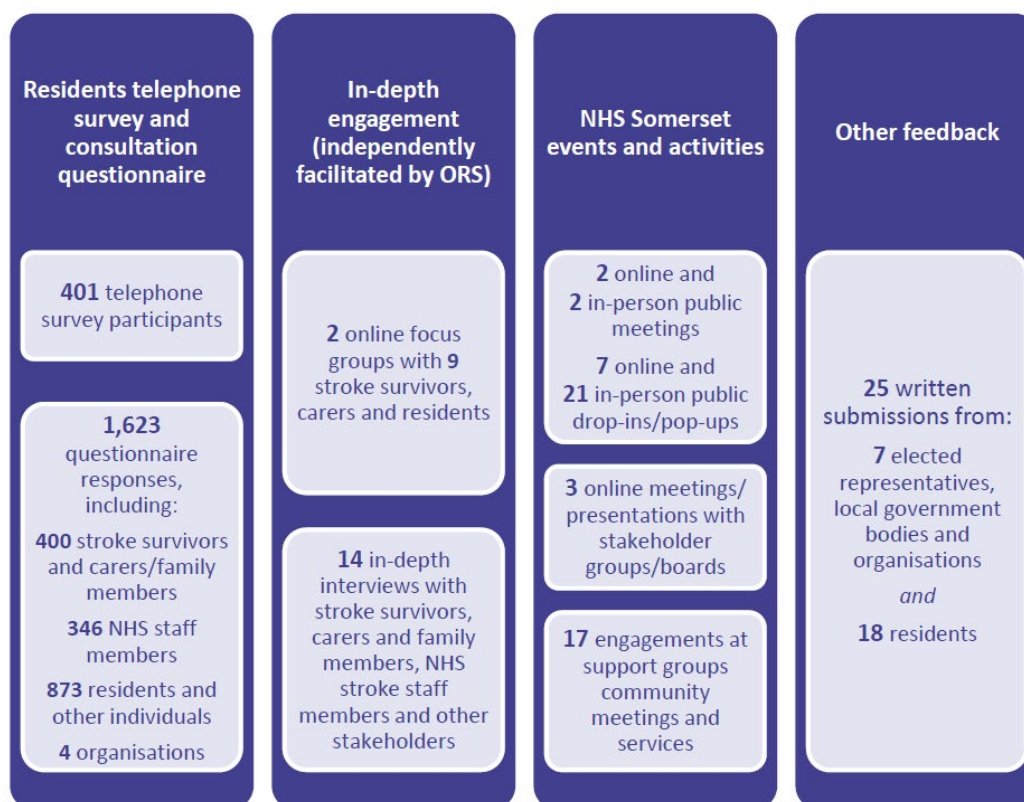 Residents telephone
survey and
consultation
questionnaire
401 telephone
survey participants
1,623
questionnaire
responses,
including:
400 stroke survivors
and carers/family
members
346 NHS staff
members
873 residents and
other individuals
4 organisations
In-depth
engagement
(independently
facilitated by ORS)
2 online focus
groups with 9
stroke survivors,
carers and residents
14 in-depth
interviews with
stroke survivors,
carers and family
members, NHS
stroke staff
members and other
stakeholders
NHS Somerset
events and activities
2 online and
2 in-person public
meetings
7 online and
21 in-person public
drop-ins/pop-ups
3 online meetings/
presentations with
stakeholder
groups/boards
17 engagements at
support groups
community
meetings and
services
Other feedback
25 written
submissions from:
7 elected
representatives,
local government
bodies and
organisations
and
18 residents